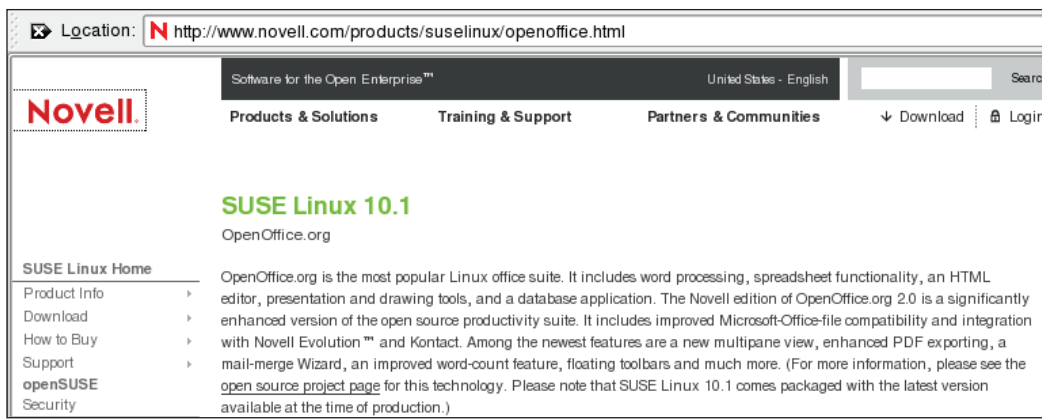 Location: N http://www.novell.com/products/suselinux/openoffice.html
Software for the Open Enterprise™ United States - English
Novell.
Products & Solutions Training & Support Partners & Communities Download Login
SUSE Linux 10.1
OpenOffice.org
SUSE Linux Home
Product Info
Download
How to Buy
Support
openSUSE
Security
OpenOffice.org is the most popular Linux office suite. It includes word processing, spreadsheet functionality, an HTML
editor, presentation and drawing tools, and a database application. The Novell edition of OpenOffice.org 2.0 is a significantly
enhanced version of the open source productivity suite. It includes improved Microsoft-Office-file compatibility and integration
with Novell Evolution™ and Kontact. Among the newest features are a new multipane view, enhanced PDF exporting, a
mail-merge Wizard, an improved word-count feature, floating toolbars and much more. (For more information, please see the
open source project page for this technology. Please note that SUSE Linux 10.1 comes packaged with the latest version
available at the time of production.)